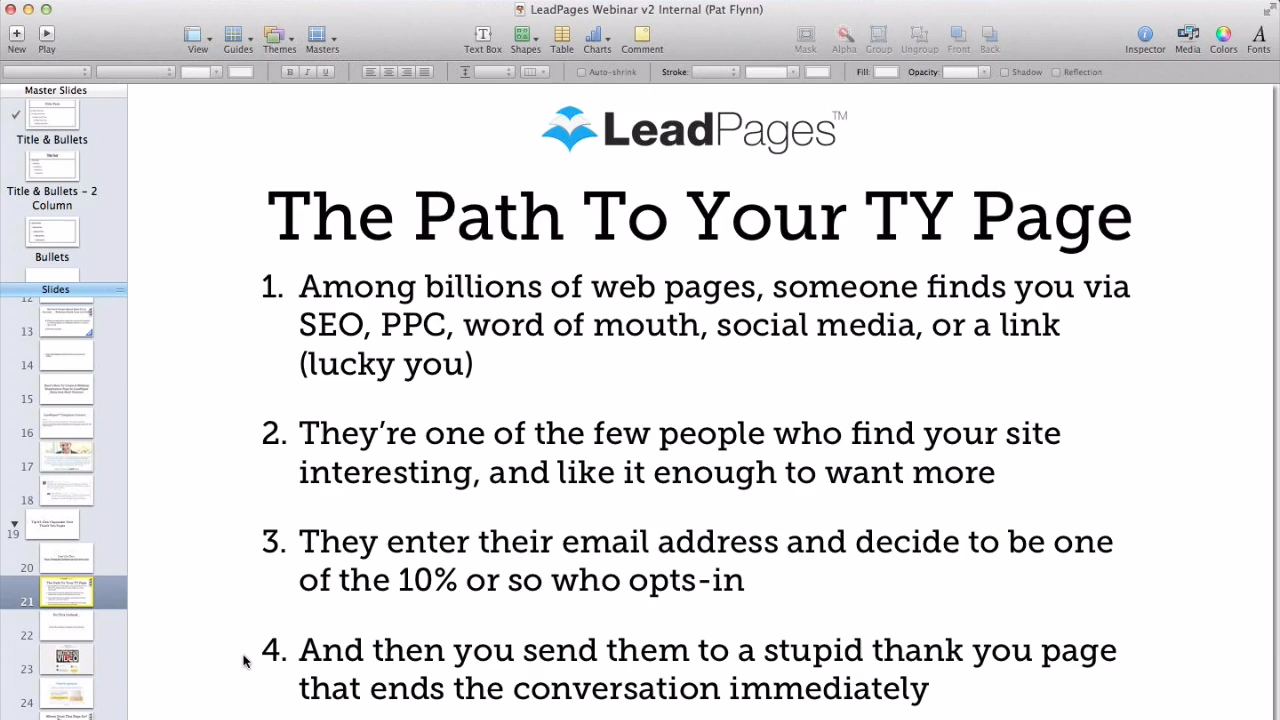 LeadPages Webinar v2 Internal (Pat Flynn)
New Play View Guides Themes Masters Text Box Shapes Table Charts Comment Mask Alpha Group Ungroup Front Back Inspector Media Colors Fonts
B I U Auto-shrink Stroke: Fill: Opacity: Shadow Reflection
Master Slides
Title & Bullets
Title & Bullets – 2
Column
Bullets
Slides
12
13
14
15
16
17
18
19
20
21
22
23
24
LeadPages™
The Path To Your TY Page
1. Among billions of web pages, someone finds you via
SEO, PPC, word of mouth, social media, or a link
(lucky you)
2. They’re one of the few people who find your site
interesting, and like it enough to want more
3. They enter their email address and decide to be one
of the 10% or so who opts-in
4. And then you send them to a stupid thank you page
that ends the conversation immediately